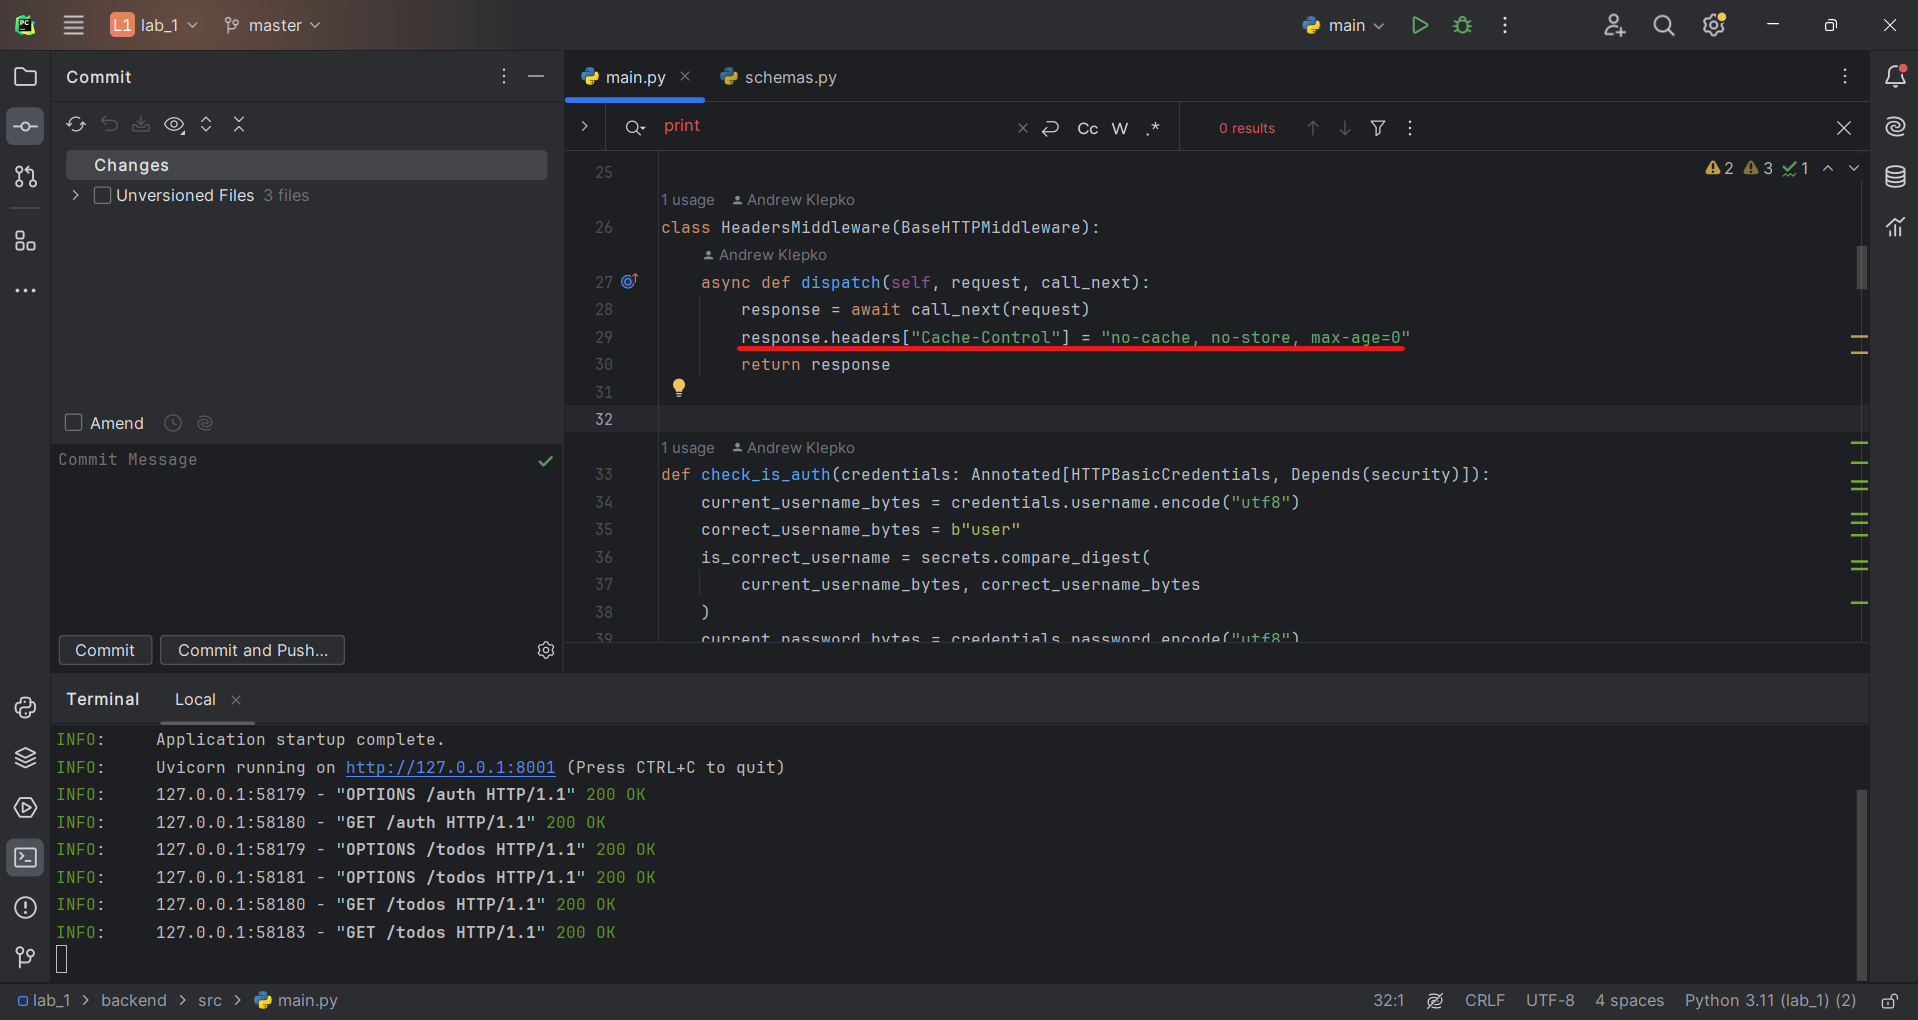 PC
L1 lab_1
master
main
Commit
Changes
Unversioned Files 3 files
Amend
Commit Message
Commit
Commit and Push...
main.py
schemas.py
print
Cc W .*
0 results
2 3 1
25
1 usage Andrew Klepko
26 class HeadersMiddleware(BaseHTTPMiddleware):
Andrew Klepko
27 async def dispatch(self, request, call_next):
28 response = await call_next(request)
29 response.headers["Cache-Control"] = "no-cache, no-store, max-age=0"
30 return response
31
32
1 usage Andrew Klepko
33 def check_is_auth(credentials: Annotated[HTTPBasicCredentials, Depends(security)]):
34 current_username_bytes = credentials.username.encode("utf8")
35 correct_username_bytes = b"user"
36 is_correct_username = secrets.compare_digest(
37 current_username_bytes, correct_username_bytes
38 )
39 current_password_bytes = credentials.password.encode("utf8")
Terminal
Local
INFO: Application startup complete.
INFO: Uvicorn running on http://127.0.0.1:8001 (Press CTRL+C to quit)
INFO: 127.0.0.1:58179 - "OPTIONS /auth HTTP/1.1" 200 OK
INFO: 127.0.0.1:58180 - "GET /auth HTTP/1.1" 200 OK
INFO: 127.0.0.1:58179 - "OPTIONS /todos HTTP/1.1" 200 OK
INFO: 127.0.0.1:58181 - "OPTIONS /todos HTTP/1.1" 200 OK
INFO: 127.0.0.1:58180 - "GET /todos HTTP/1.1" 200 OK
INFO: 127.0.0.1:58183 - "GET /todos HTTP/1.1" 200 OK
lab_1 > backend > src > main.py
32:1 CRLF UTF-8 4 spaces Python 3.11 (lab_1) (2)